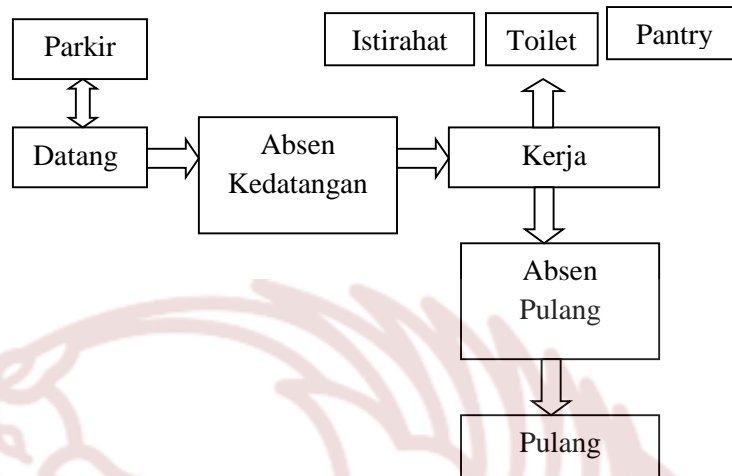 Parkir
Istirahat
Toilet
Pantry
Datang
Absen
Kedatangan
Kerja
Absen
Pulang
Pulang